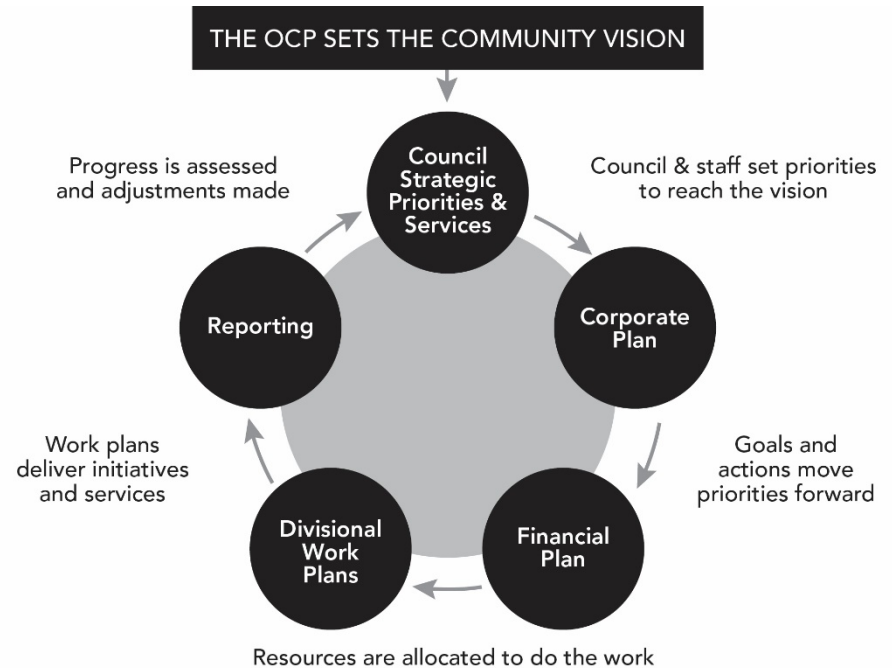 THE OCP SETS THE COMMUNITY VISION
Council
Strategic
Priorities &
Services
Council & staff set priorities
to reach the vision
Corporate
Plan
Goals and
actions move
priorities forward
Financial
Plan
Resources are allocated to do the work
Divisional
Work
Plans
Work plans
deliver initiatives
and services
Reporting
Progress is assessed
and adjustments made